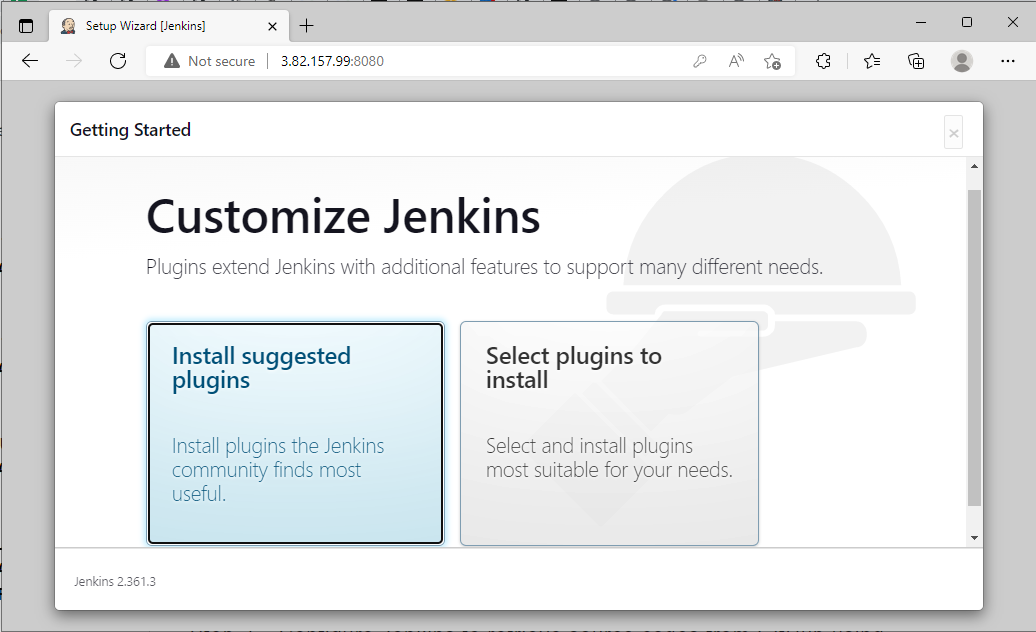 Setup Wizard [Jenkins]
Not secure
3.82.157.99:8080
Getting Started
Customize Jenkins
Plugins extend Jenkins with additional features to support many different needs.
Install suggested
plugins
Install plugins the Jenkins
community finds most
useful.
Select plugins to
install
Select and install plugins
most suitable for your needs.
Jenkins 2.361.3